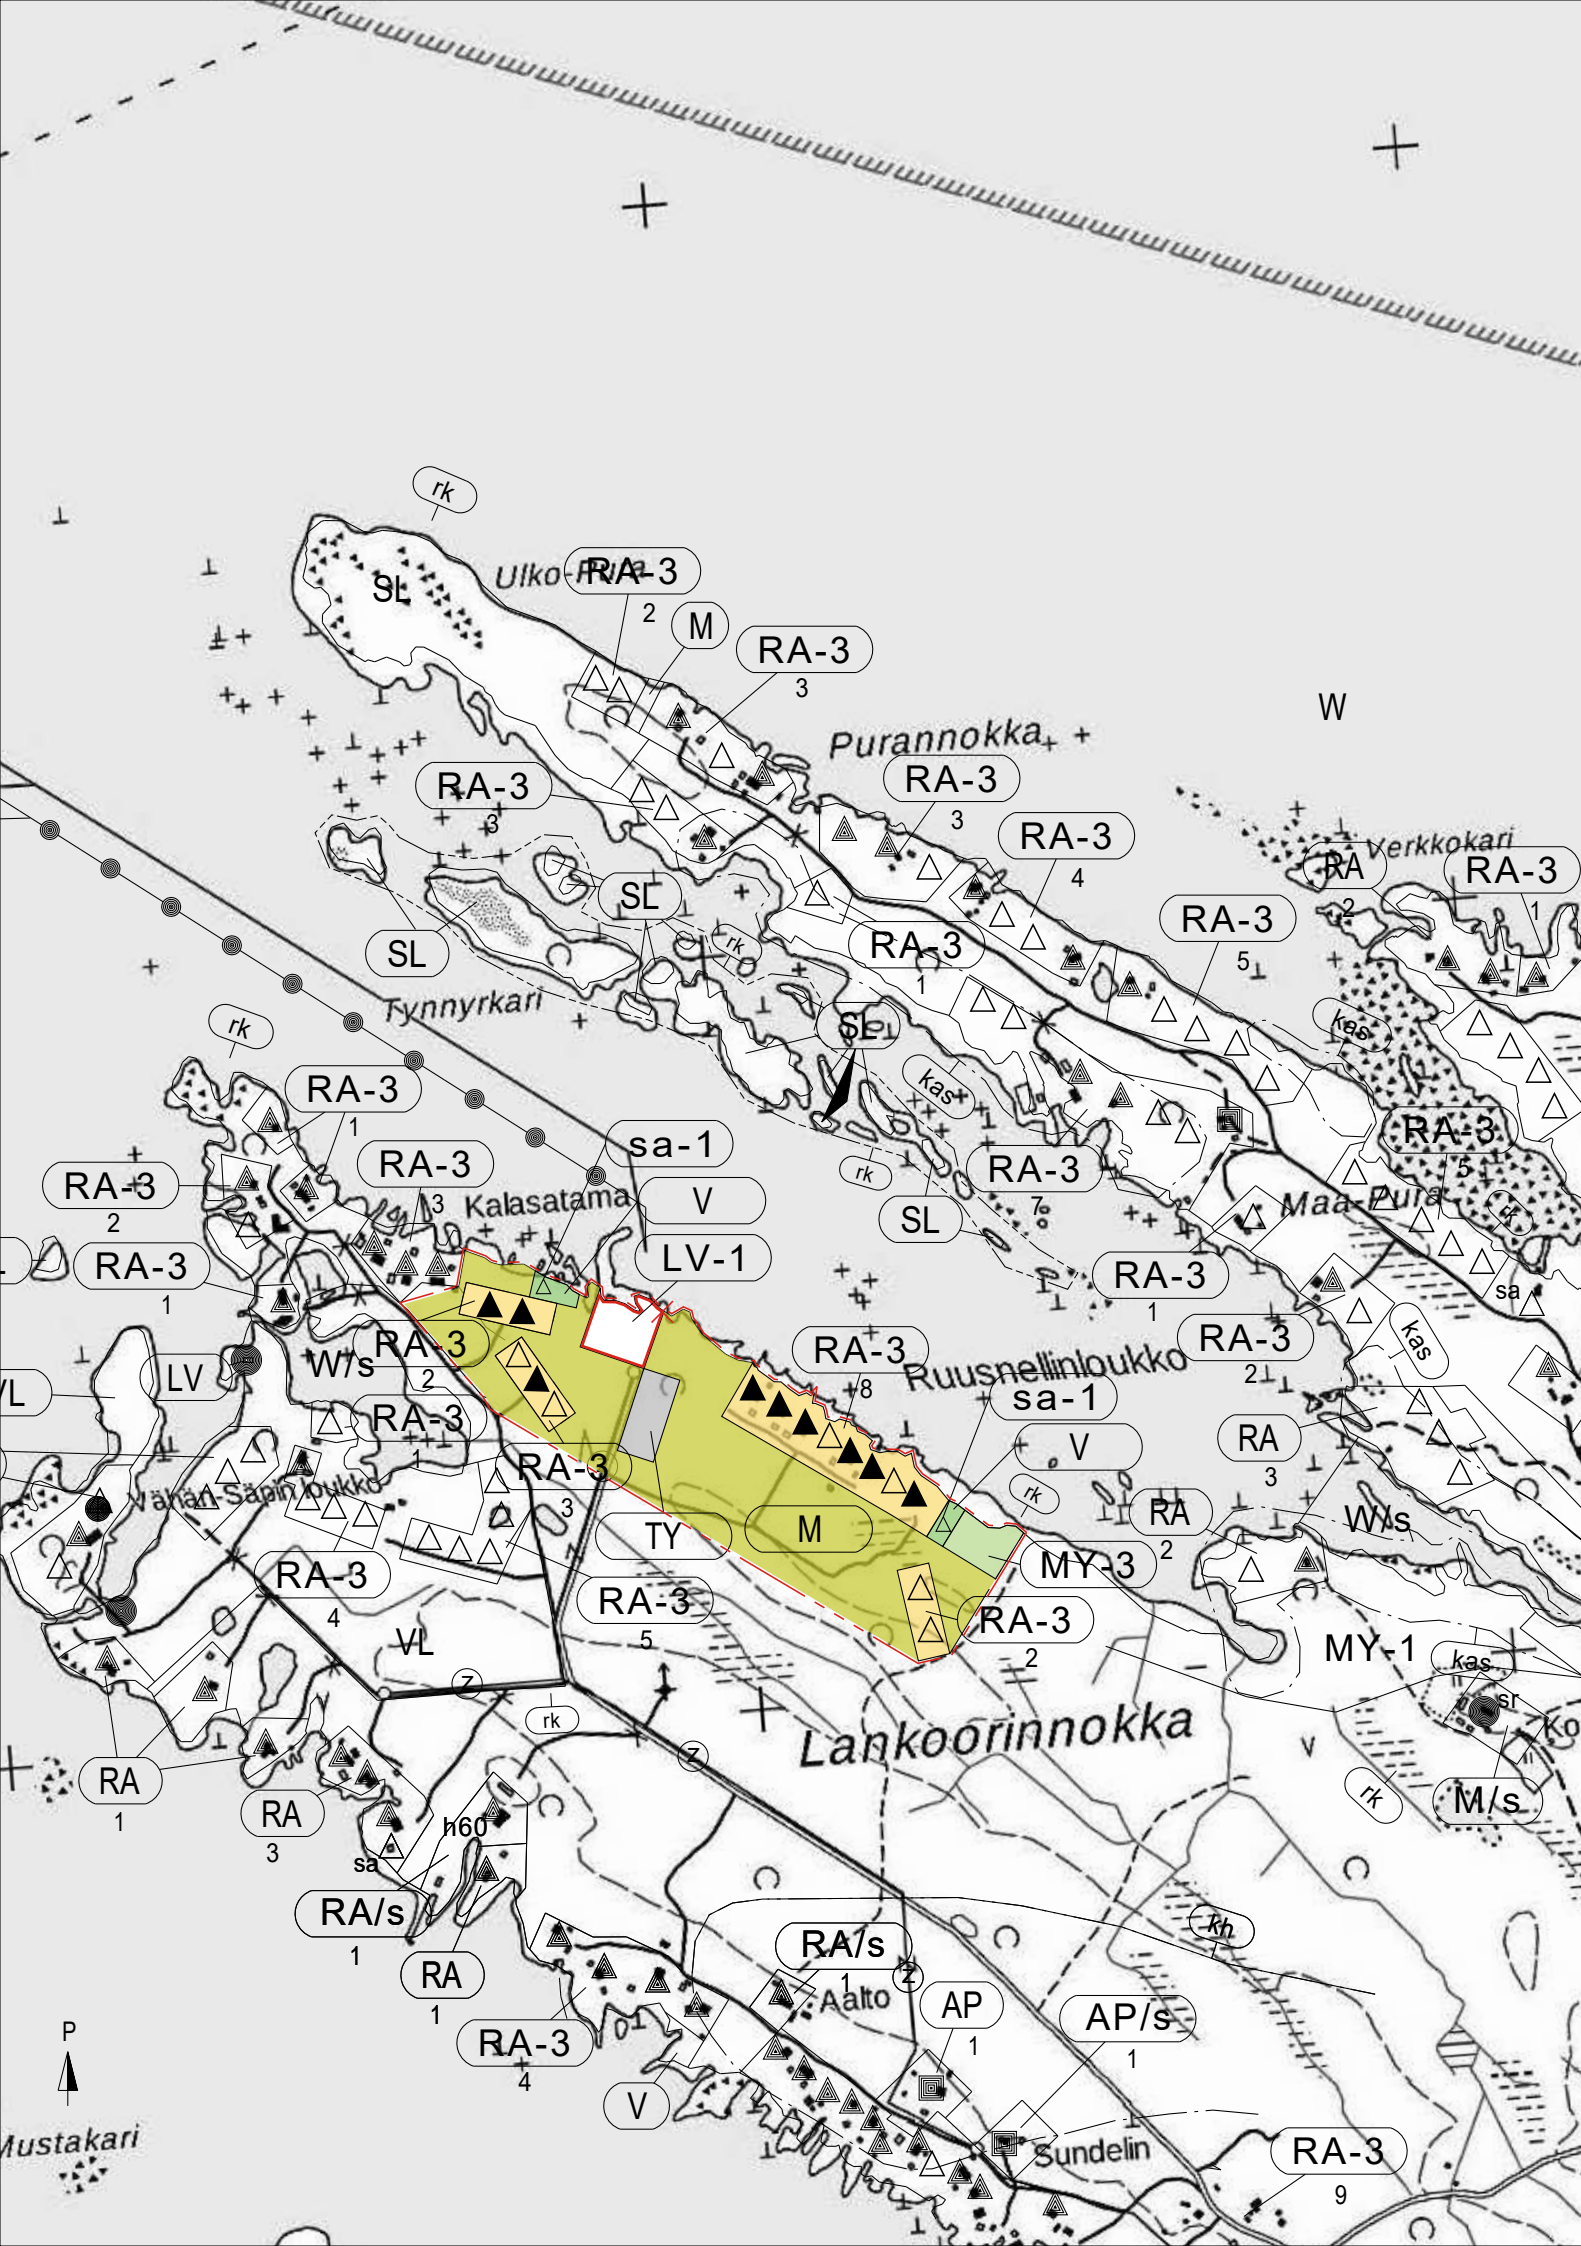 rk
SL
Ulko-Pura
RA-3
2
M
RA-3
3
W
Purannokka
RA-3
3
RA-3
3
RA-3
4
Verkkokari
RA
2
RA-3
1
SL
RA-3
5
SL
rk
RA-3
1
Tynnyrkari
rk
SL
kas
kas
RA-3
1
RA-3
5
sa-1
RA-3
3
rk
RA-3
7
RA-3
2
Kalasatama
V
SL
Maa-Pura
rk
LV-1
RA-3
1
RA-3
1
sa
RA-3
2
W/s
RA-3
8
Ruusnellinloukko
RA-3
2
kas
LV
VL
sa-1
RA-3
1
V
RA
3
RA-3
3
Vähän-Säpin loukko
rk
RA
2
W/s
TY
M
MY-3
RA-3
4
RA-3
5
RA-3
2
VL
MY-1
kas
Z
rk
Lankoorinnokka
sr
Ko
V
Z
RA
1
rk
M/s
RA
3
h60
sa
RA/s
1
kh
RA/s
1
Z
RA
1
Aalto
AP
1
AP/s
1
P
RA-3
4
V
Mustakari
Sundelin
RA-3
9